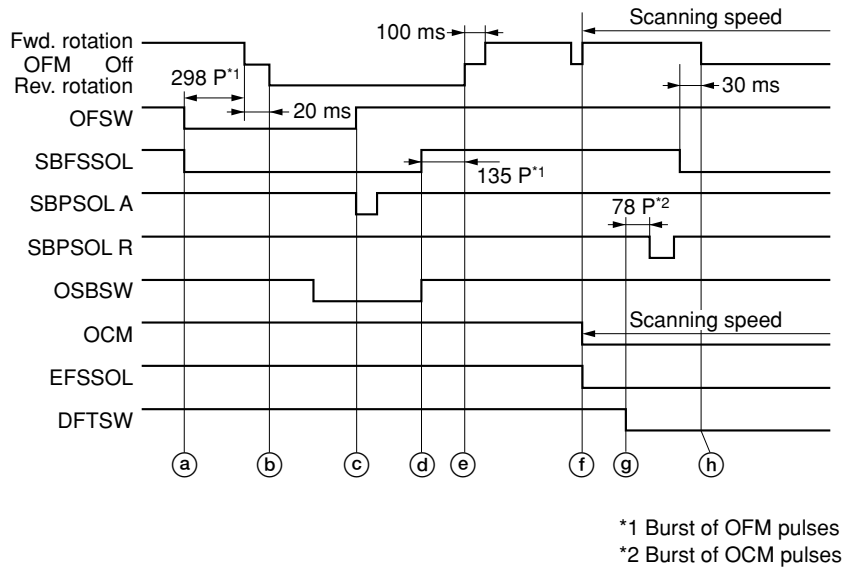 Scanning speed
100 ms
Fwd. rotation
OFM Off
Rev. rotation
298 P*1
20 ms
30 ms
OFSW
SBFSSOL
135 P*1
SBPSOL A
78 P*2
SBPSOL R
OSBSW
OCM
Scanning speed
EFSSOL
DFTSW
a b c d e f g h
*1 Burst of OFM pulses
*2 Burst of OCM pulses